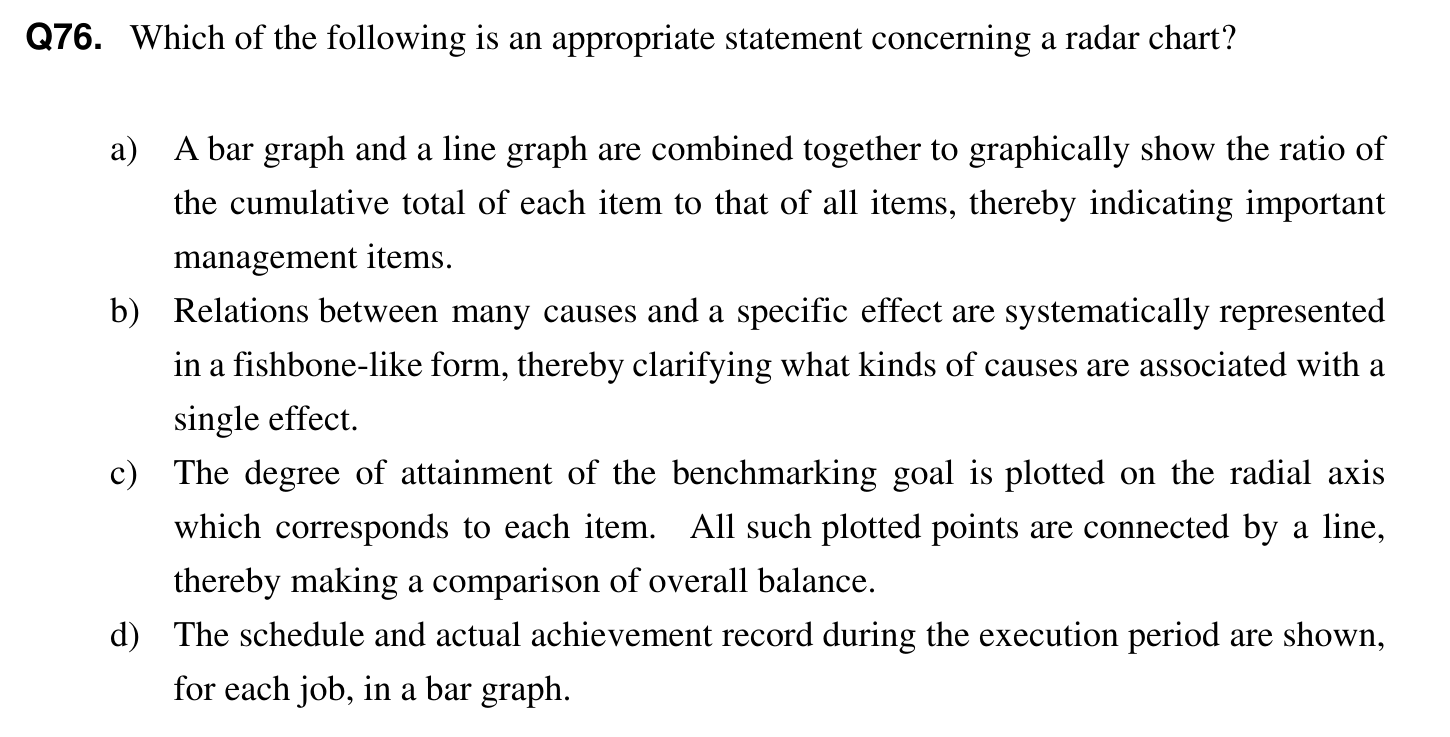 Q76. Which of the following is an appropriate statement concerning a radar chart?
a) A bar graph and a line graph are combined together to graphically show the ratio of
the cumulative total of each item to that of all items, thereby indicating important
management items.
b) Relations between many causes and a specific effect are systematically represented
in a fishbone-like form, thereby clarifying what kinds of causes are associated with a
single effect.
c) The degree of attainment of the benchmarking goal is plotted on the radial axis
which corresponds to each item. All such plotted points are connected by a line,
thereby making a comparison of overall balance.
d) The schedule and actual achievement record during the execution period are shown,
for each job, in a bar graph.